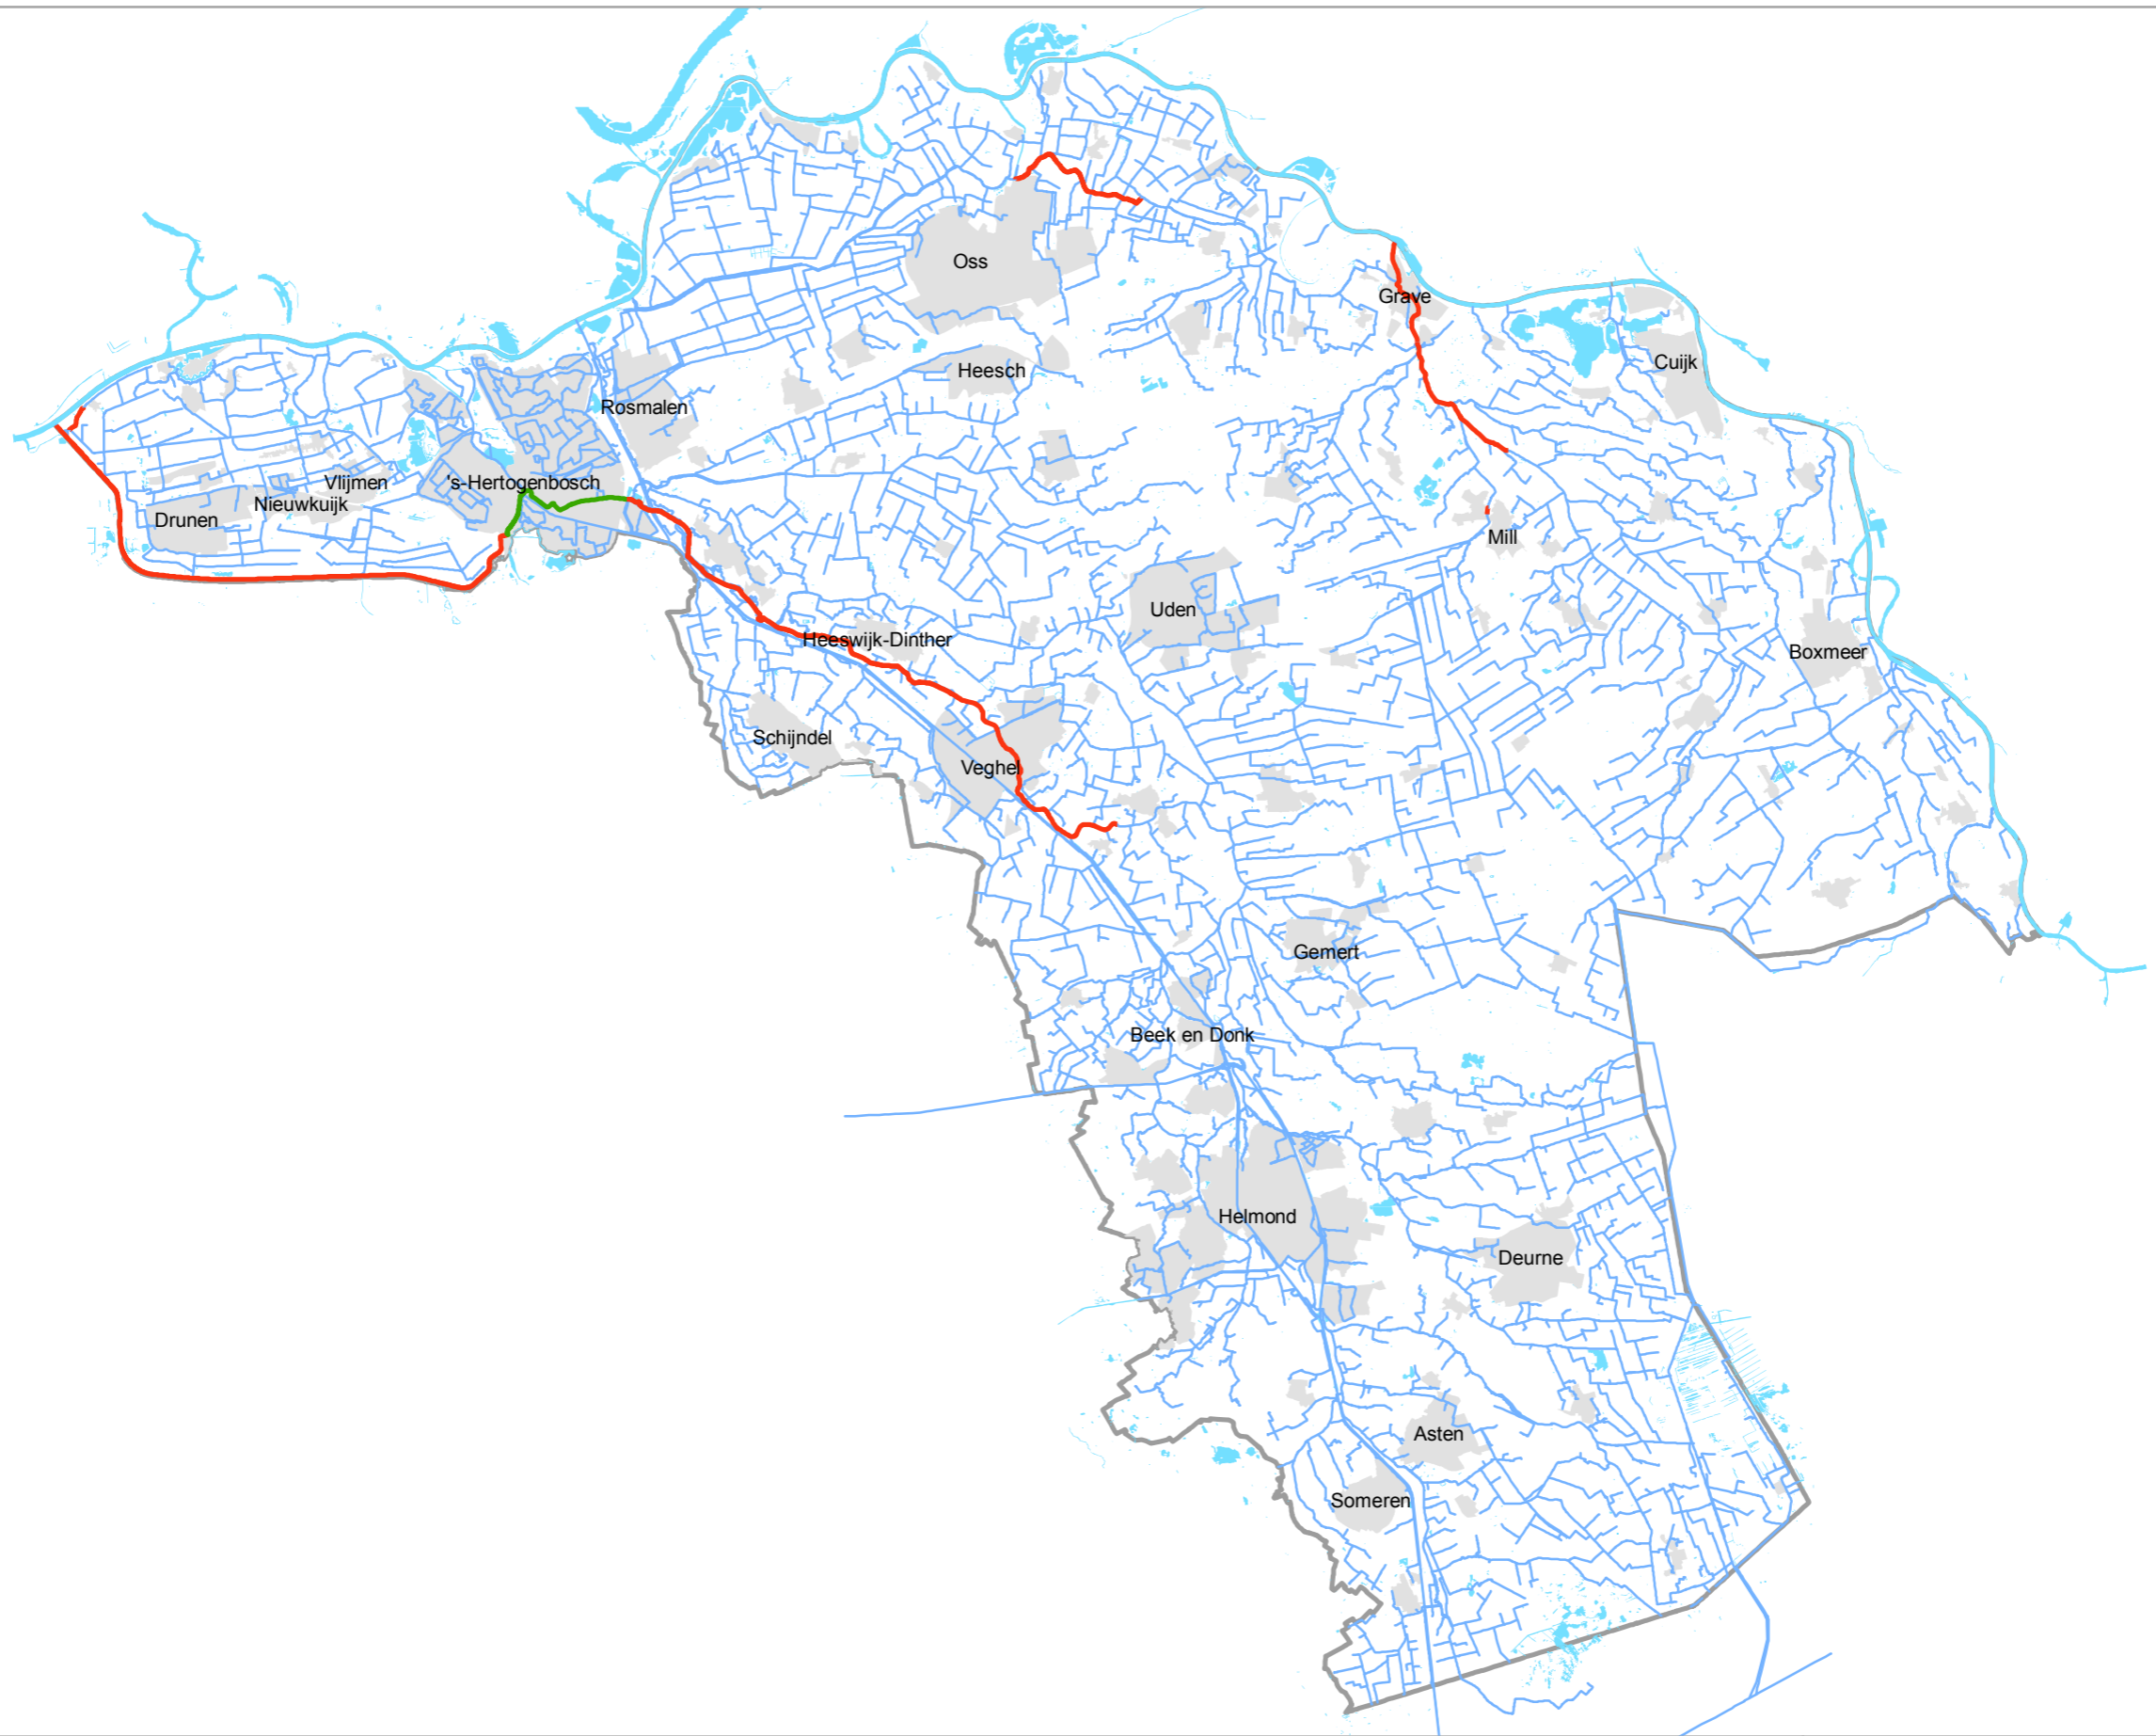 Oss
Grave
Cuijk
Heesch
Rosmalen
Vlijmen
's-Hertogenbosch
Nieuwkuijk
Drunen
Mill
Uden
Heeswijk-Dinther
Boxmeer
Schijndel
Veghel
Gemert
Beek en Donk
Helmond
Deurne
Asten
Someren